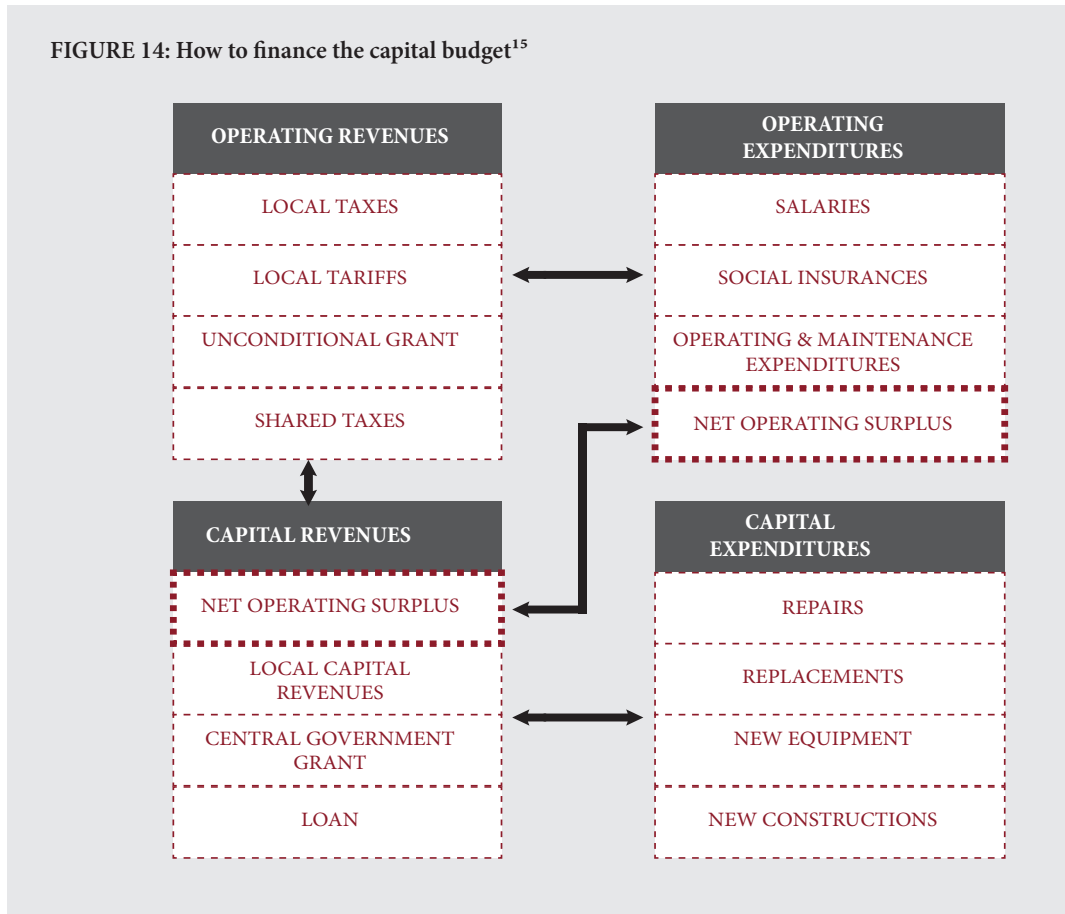 FIGURE 14: How to finance the capital budget¹⁵
OPERATING REVENUES
LOCAL TAXES
LOCAL TARIFFS
UNCONDITIONAL GRANT
SHARED TAXES
OPERATING
EXPENDITURES
SALARIES
SOCIAL INSURANCES
OPERATING & MAINTENANCE
EXPENDITURES
NET OPERATING SURPLUS
CAPITAL REVENUES
NET OPERATING SURPLUS
LOCAL CAPITAL
REVENUES
CENTRAL GOVERNMENT
GRANT
LOAN
CAPITAL
EXPENDITURES
REPAIRS
REPLACEMENTS
NEW EQUIPMENT
NEW CONSTRUCTIONS